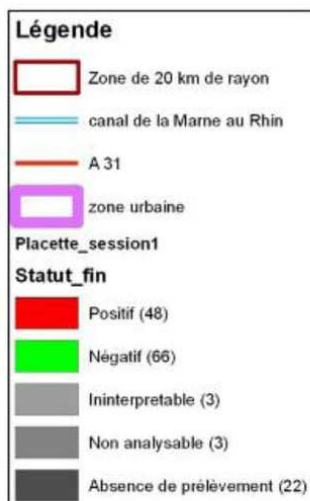 Légende
Zone de 20 km de rayon
canal de la Marne au Rhin
A 31
zone urbaine
Placette_session1
Statut_fin
Positif (48)
Négatif (66)
Ininterpretable (3)
Non analysable (3)
Absence de prélèvement (22)